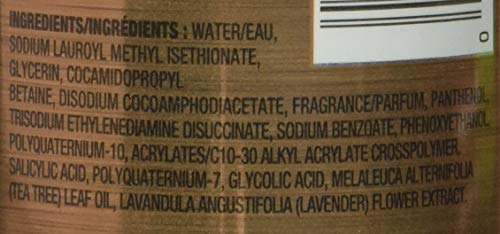 INGREDIENTS/INGRÉDIENTS : WATER/EAU,
SODIUM LAUROYL METHYL ISETHIONATE,
GLYCERIN, COCAMIDOPROPYL
BETAINE, DISODIUM COCOAMPHODIACETATE, FRAGRANCE/PARFUM, PANTHENOL,
TRISODIUM ETHYLENEDIAMINE DISUCCINATE, SODIUM BENZOATE, PHENOXYETHANOL,
POLYQUATERNIUM-10, ACRYLATES/C10-30 ALKYL ACRYLATE CROSSPOLYMER,
SALICYLIC ACID, POLYQUATERNIUM-7, GLYCOLIC ACID, MELALEUCA ALTERNIFOLIA
(TEA TREE) LEAF OIL, LAVANDULA ANGUSTIFOLIA (LAVENDER) FLOWER EXTRACT.
0